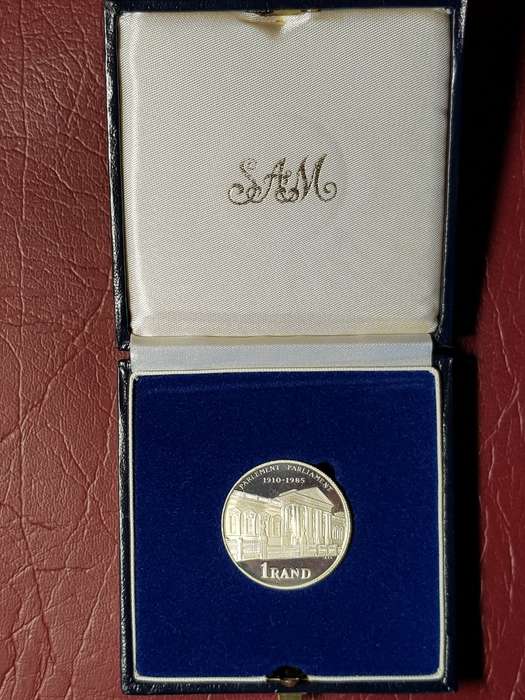 SAM
PARLEMENT PARLIAMENT
1910-1985
1 RAND